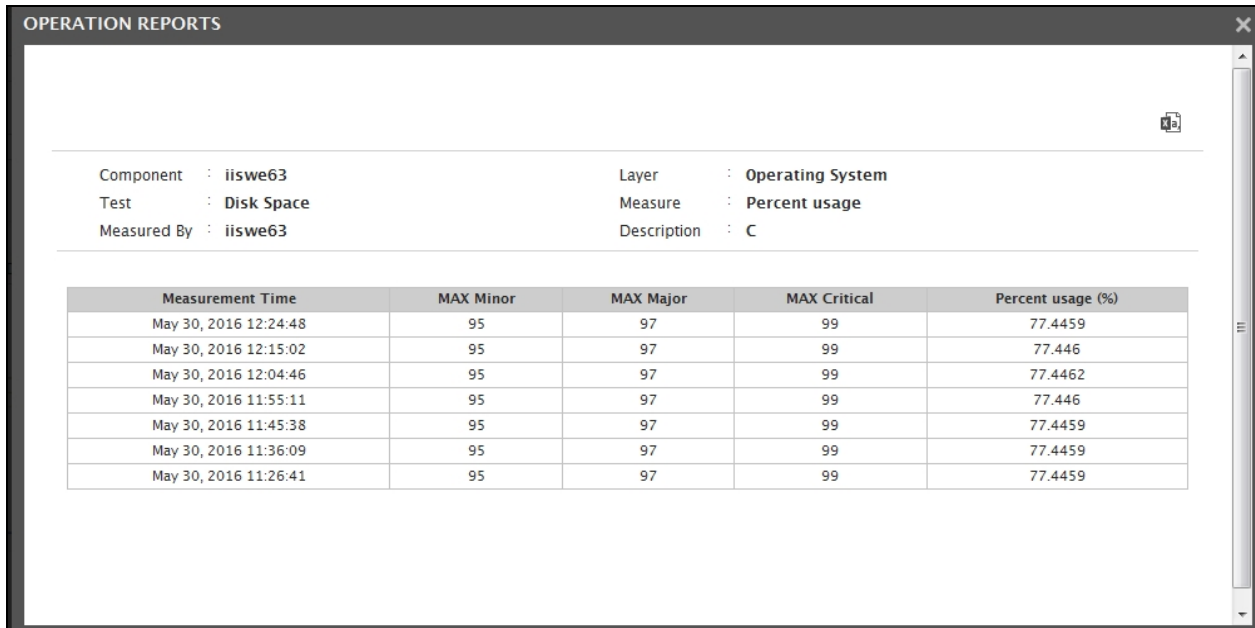 OPERATION REPORTS
Component : iiswe63 Layer : Operating System
Test : Disk Space Measure : Percent usage
Measured By : iiswe63 Description : C
Measurement Time MAX Minor MAX Major MAX Critical Percent usage (%)
May 30, 2016 12:24:48 95 97 99 77.4459
May 30, 2016 12:15:02 95 97 99 77.446
May 30, 2016 12:04:46 95 97 99 77.4462
May 30, 2016 11:55:11 95 97 99 77.446
May 30, 2016 11:45:38 95 97 99 77.4459
May 30, 2016 11:36:09 95 97 99 77.4459
May 30, 2016 11:26:41 95 97 99 77.4459